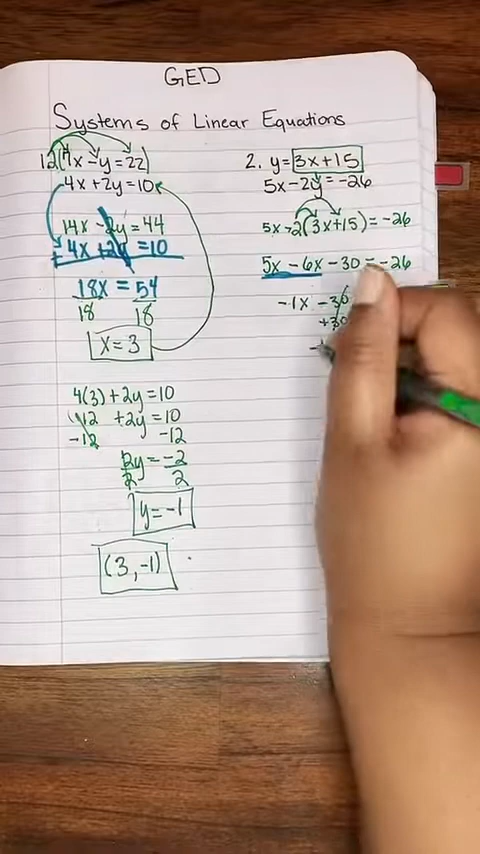 GED
Systems of Linear Equations
1. 2(7x - y = 22)
4x + 2y = 10
14x - 2y = 44
+ 4x + 2y = 10
18x = 54
18 18
x = 3
4(3) + 2y = 10
12 + 2y = 10
-12 -12
2y = -2
2 2
y = -1
(3, -1)
2. y = 3x + 15
5x - 2y = -26
5x - 2(3x + 15) = -26
5x - 6x - 30 = -26
-1x - 30
+30
-